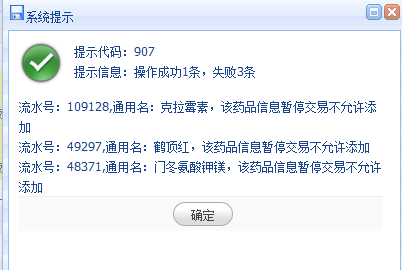 系统提示
提示代码：907
提示信息：操作成功1条，失败3条
流水号：109128,通用名：克拉霉素，该药品信息暂停交易不允许添
加
流水号：49297,通用名：鹤顶红，该药品信息暂停交易不允许添加
流水号：48371,通用名：门冬氨酸钾镁，该药品信息暂停交易不允许
添加
确定